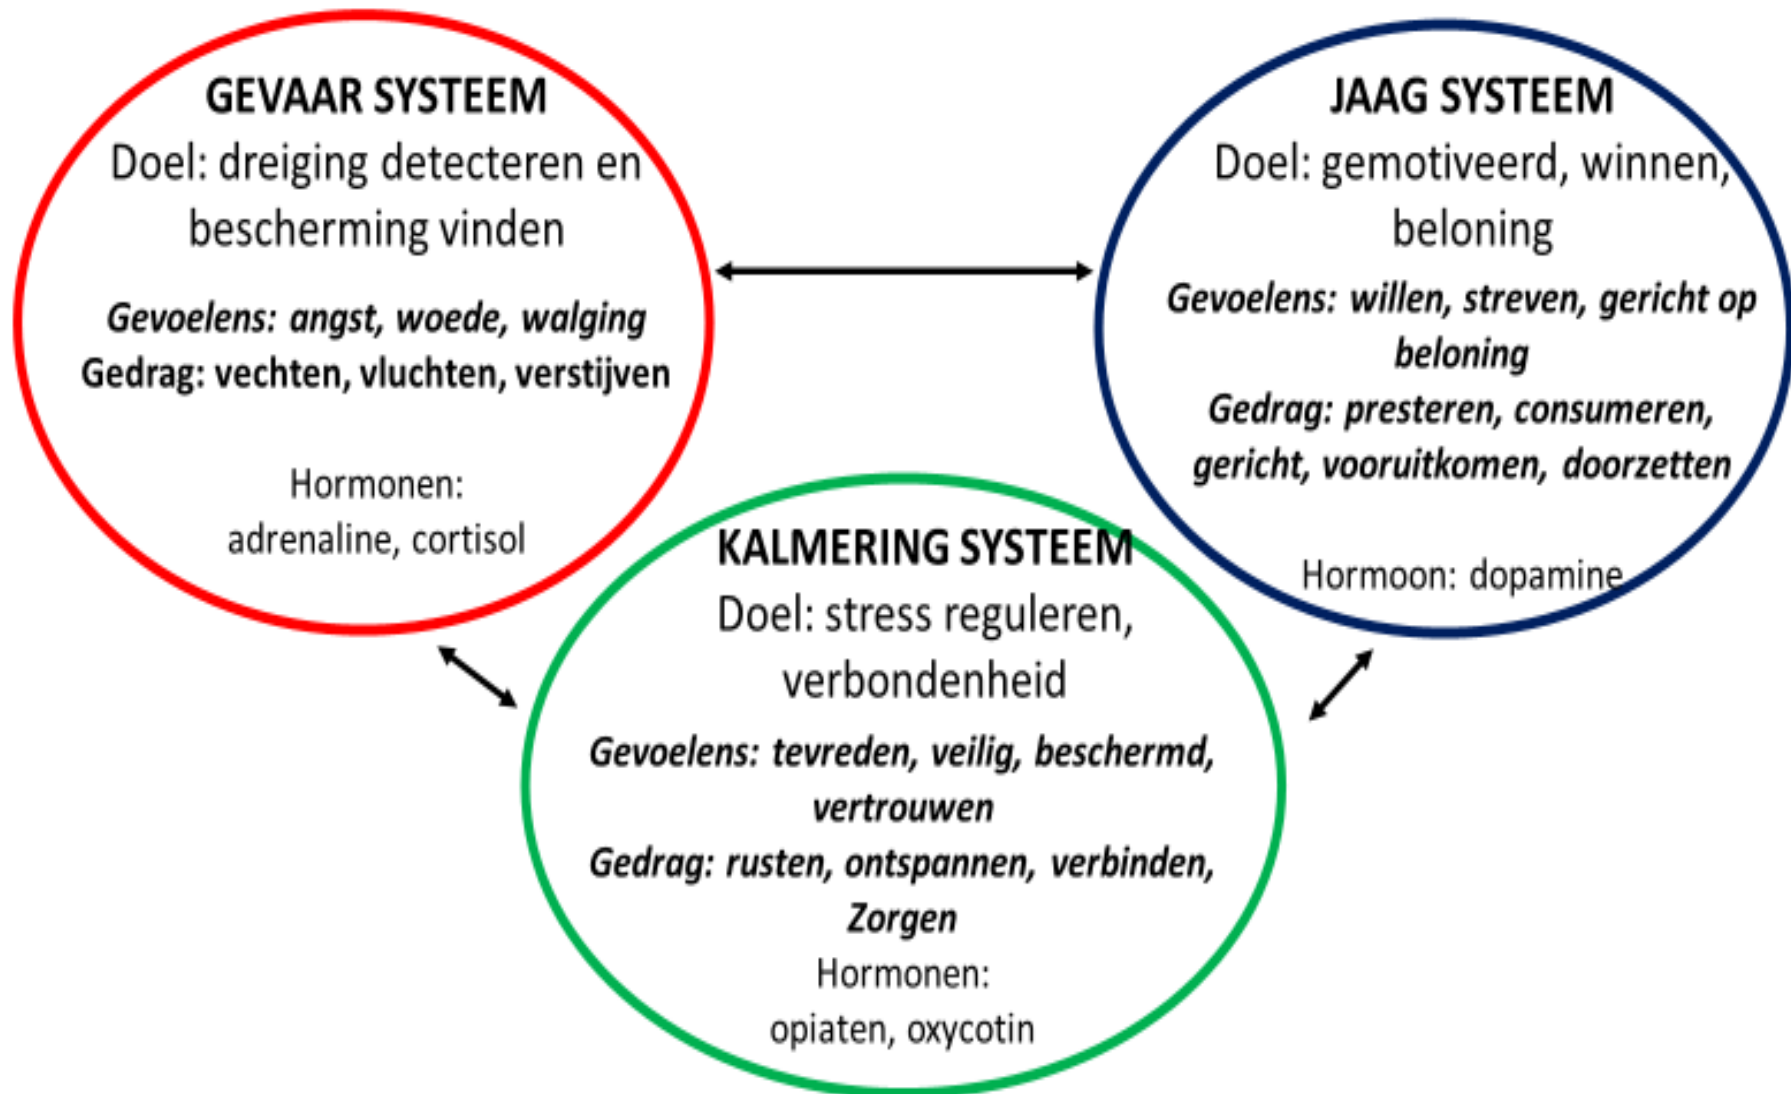 GEVAAR SYSTEEM
Doel: dreiging detecteren en
bescherming vinden
Gevoelens: angst, woede, walging
Gedrag: vechten, vluchten, verstijven
Hormonen:
adrenaline, cortisol
JAAG SYSTEEM
Doel: gemotiveerd, winnen,
beloning
Gevoelens: willen, streven, gericht op
beloning
Gedrag: presteren, consumeren,
gericht, vooruitkomen, doorzetten
Hormoon: dopamine
KALMERING SYSTEEM
Doel: stress reguleren,
verbondenheid
Gevoelens: tevreden, veilig, beschermd,
vertrouwen
Gedrag: rusten, ontspannen, verbinden,
Zorgen
Hormonen:
opiaten, oxycotin